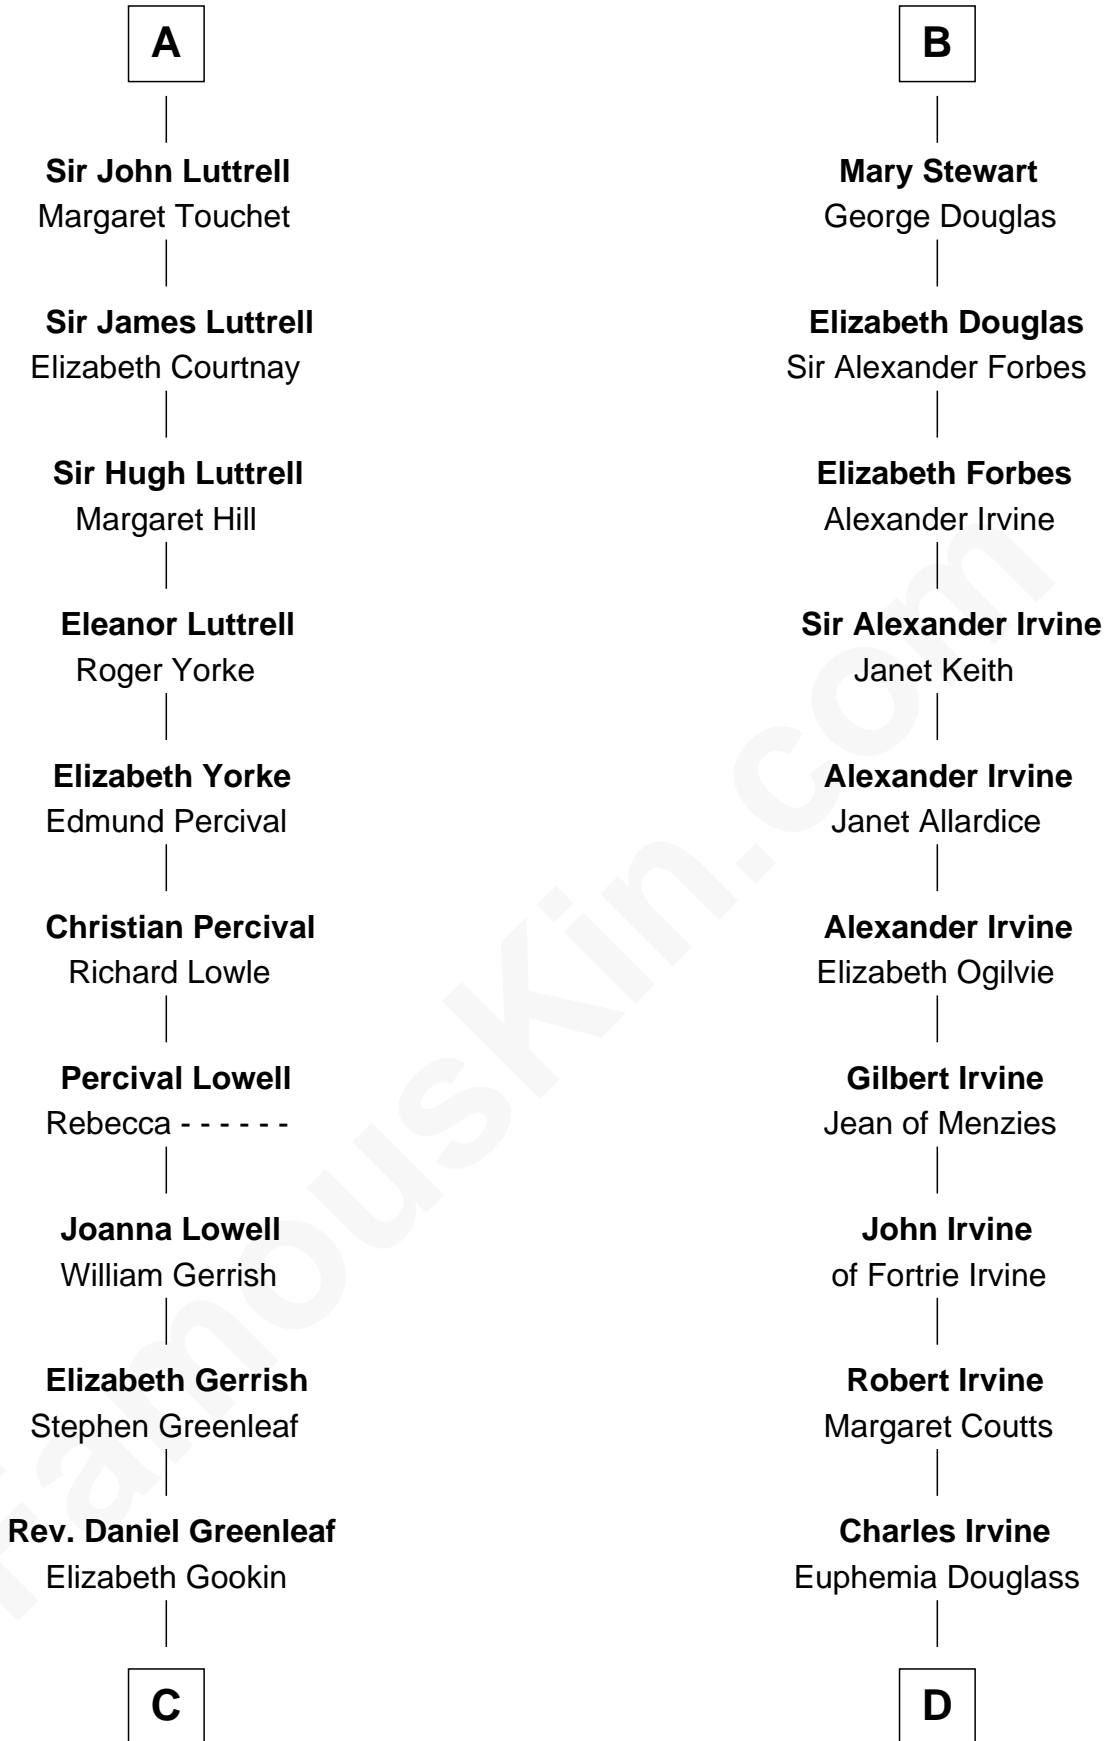 A
Sir John Luttrell
Margaret Touchet
Sir James Luttrell
Elizabeth Courtnay
Sir Hugh Luttrell
Margaret Hill
Eleanor Luttrell
Roger Yorke
Elizabeth Yorke
Edmund Percival
Christian Percival
Richard Lowle
Percival Lowell
Rebecca - - - - - -
Joanna Lowell
William Gerrish
Elizabeth Gerrish
Stephen Greenleaf
Rev. Daniel Greenleaf
Elizabeth Gookin
C
B
Mary Stewart
George Douglas
Elizabeth Douglas
Sir Alexander Forbes
Elizabeth Forbes
Alexander Irvine
Sir Alexander Irvine
Janet Keith
Alexander Irvine
Janet Allardice
Alexander Irvine
Elizabeth Ogilvie
Gilbert Irvine
Jean of Menzies
John Irvine
of Fortrie Irvine
Robert Irvine
Margaret Coutts
Charles Irvine
Euphemia Douglass
D
FamousKin.com